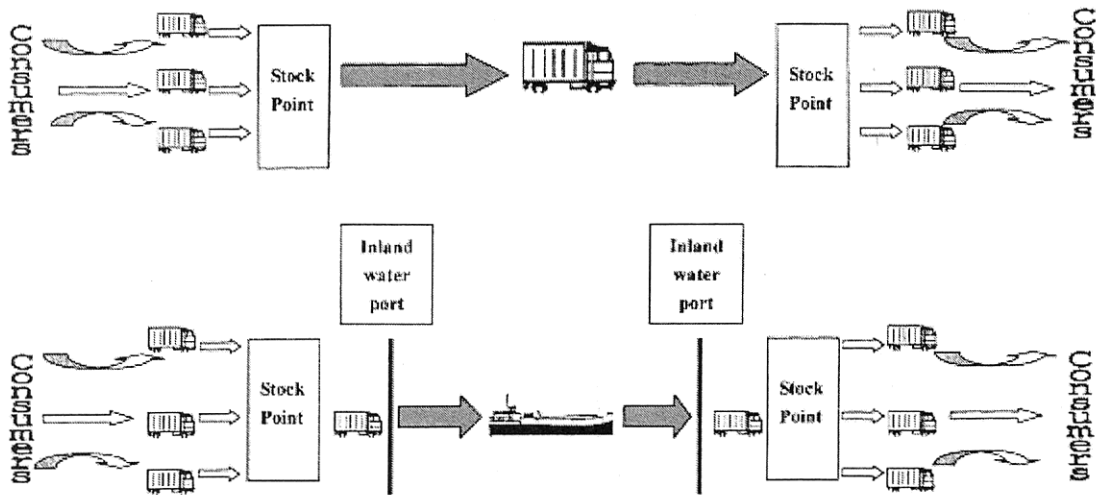 Consumers
Stock
Point
Stock
Point
Consumers
Inland
water
port
Inland
water
port
Consumers
Stock
Point
Stock
Point
Consumers